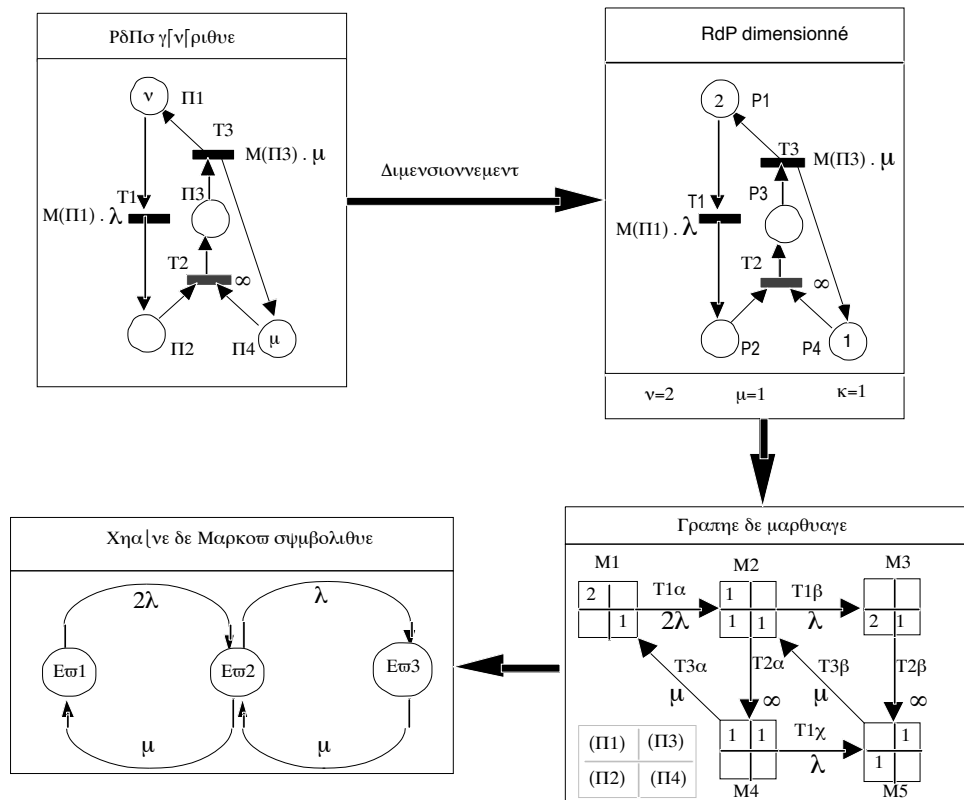 ΡδΠσ γ⌠ν⌠ριθυε
ν
Π1
T3
M(Π3) . μ
T1
Π3
M(Π1) . λ
T2
∞
Π2
Π4
μ
Διμενσιοννεμεντ
RdP dimensionné
2
P1
T3
M(Π3) . μ
T1
P3
M(Π1) . λ
T2
∞
P2
P4
1
ν=2 μ=1 κ=1
Γραπηε δε μαρθυαγε
M1 M2 M3
2 T1α 1 T1β
1 2λ 1 1 λ 2 1
T3α T2α T3β T2β
μ ∞ μ ∞
1 1 T1χ 1
λ 1
M4 M5
(Π1) (Π3)
(Π2) (Π4)
Χηα⌊νε δε Μαρκοϖ σψμβολιθυε
2λ λ
Εϖ1 Εϖ2 Εϖ3
μ μ